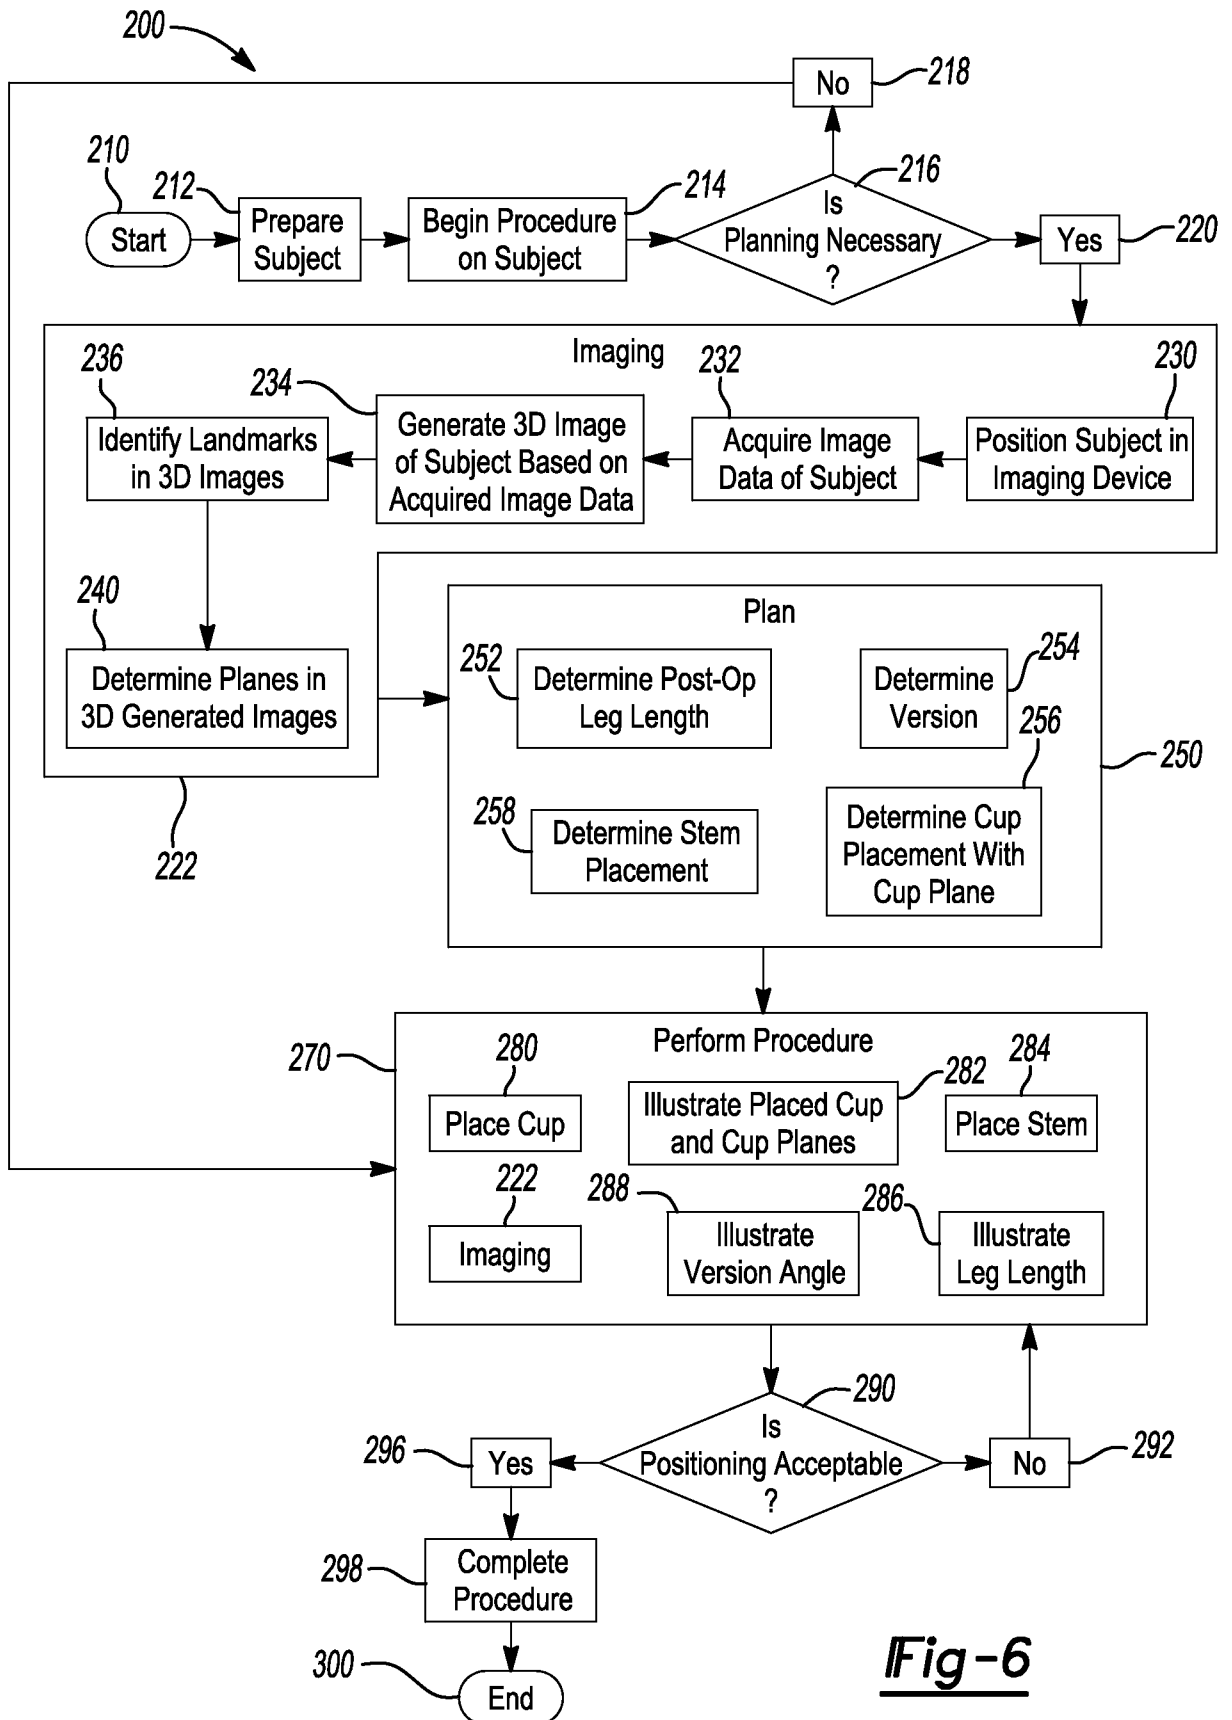 200
No
218
210
212
214
216
Start
Prepare
Subject
Begin Procedure
on Subject
Is
Planning Necessary
?
Yes
220
Imaging
236
234
232
230
Identify Landmarks
in 3D Images
Generate 3D Image
of Subject Based on
Acquired Image Data
Acquire Image
Data of Subject
Position Subject in
Imaging Device
240
Determine Planes in
3D Generated Images
222
Plan
252
Determine Post-Op
Leg Length
254
Determine
Version
250
258
Determine Stem
Placement
256
Determine Cup
Placement With
Cup Plane
270
Perform Procedure
280
Place Cup
282
Illustrate Placed Cup
and Cup Planes
284
Place Stem
222
Imaging
288
Illustrate
Version Angle
286
Illustrate
Leg Length
290
Is
Positioning Acceptable
?
296
Yes
No
292
298
Complete
Procedure
300
End
Fig-6